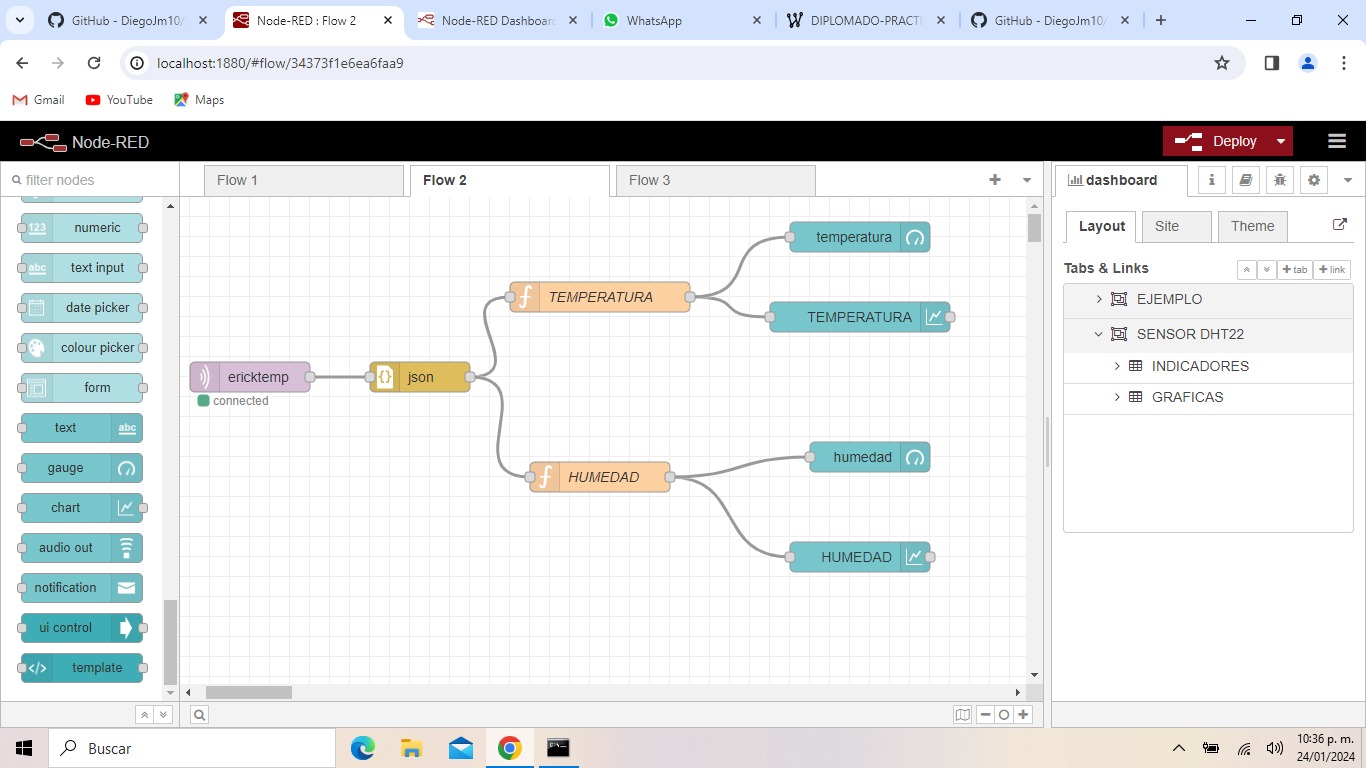 GitHub - DiegoJm10/
Node-RED : Flow 2
Node-RED Dashboard
WhatsApp
DIPLOMADO-PRACTI
GitHub - DiegoJm10/
localhost:1880/#flow/34373f1e6ea6faa9
Gmail
YouTube
Maps
Node-RED
Deploy
filter nodes
Flow 1
Flow 2
Flow 3
dashboard
i
123 numeric
abc text input
date picker
colour picker
form
text abc
gauge
chart
audio out
notification
ui control
</> template
temperatura
TEMPERATURA
TEMPERATURA
ericktemp
connected
{} json
HUMEDAD
humedad
HUMEDAD
Layout
Site
Theme
Tabs & Links
+ tab
+ link
EJEMPLO
SENSOR DHT22
INDICADORES
GRAFICAS
Buscar
10:36 p. m.
24/01/2024